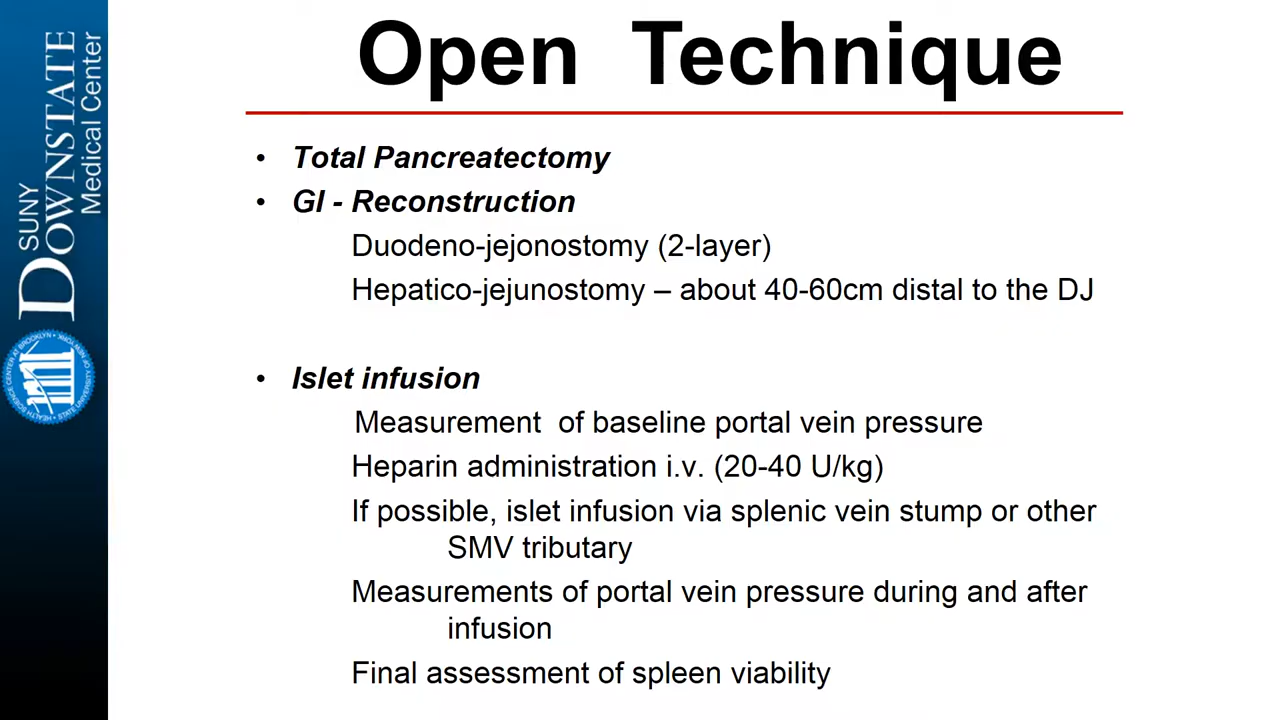 SUNY
DOWNSTATE
Medical Center
Open Technique
• Total Pancreatectomy
• GI - Reconstruction
Duodeno-jejonostomy (2-layer)
Hepatico-jejunostomy – about 40-60cm distal to the DJ
• Islet infusion
Measurement of baseline portal vein pressure
Heparin administration i.v. (20-40 U/kg)
If possible, islet infusion via splenic vein stump or other
SMV tributary
Measurements of portal vein pressure during and after
infusion
Final assessment of spleen viability